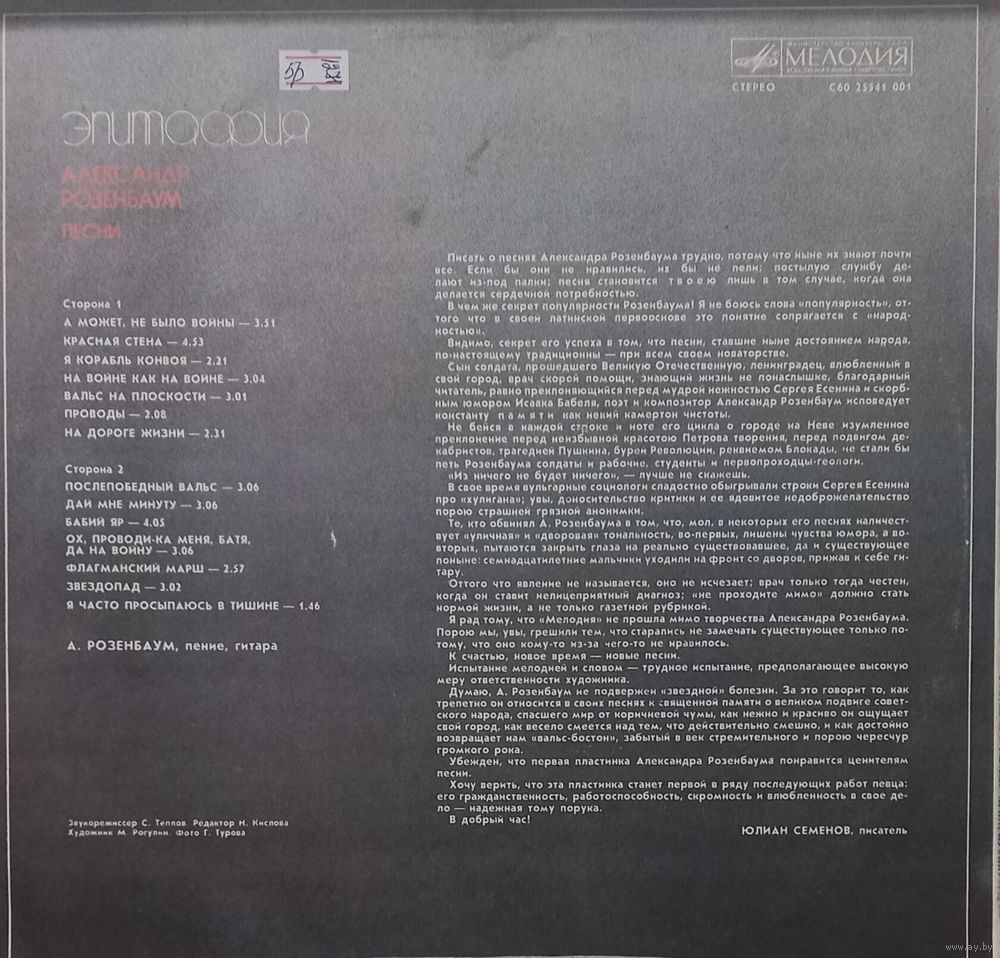 57
МИНИСТЕРСТВО КУЛЬТУРЫ СССР
МЕЛОДИЯ
ВСЕСОЮЗНАЯ ФИРМА ГРАМПЛАСТИНОК
СТЕРЕО С60 25541 001
ЭПИТАФИЯ
АЛЕКСАНДР
РОЗЕНБАУМ
ПЕСНИ
Сторона 1
А МОЖЕТ, НЕ БЫЛО ВОЙНЫ — 3.51
КРАСНАЯ СТЕНА — 4.53
Я КОРАБЛЬ КОНВОЯ — 2.21
НА ВОЙНЕ КАК НА ВОЙНЕ — 3.04
ВАЛЬС НА ПЛОСКОСТИ — 3.01
ПРОВОДЫ — 2.08
НА ДОРОГЕ ЖИЗНИ — 2.31
Сторона 2
ПОСЛЕПОБЕДНЫЙ ВАЛЬС — 3.06
ДАЙ МНЕ МИНУТУ — 3.06
БАБИЙ ЯР — 4.05
ОХ, ПРОВОДИ-КА МЕНЯ, БАТЯ,
ДА НА ВОЙНУ — 3.06
ФЛАГМАНСКИЙ МАРШ — 2.57
ЗВЕЗДОПАД — 3.02
Я ЧАСТО ПРОСЫПАЮСЬ В ТИШИНЕ — 1.46
А. РОЗЕНБАУМ, пение, гитара
Звукорежиссер С. Теплов. Редактор Н. Кислова
Художник М. Рогулин. Фото Г. Турова
Писать о песнях Александра Розенбаума трудно, потому что ныне их знают почти
все. Если бы они не нравились, их бы не пели; постылую службу де-
лают из-под палки; песня становится твоею лишь в том случае, когда она
делается сердечной потребностью.
В чем же секрет популярности Розенбаума! Я не боюсь слова «популярность», от-
того что в своей латинской первооснове это понятие сопрягается с «народ-
ностью».
Видимо, секрет его успеха в том, что песни, ставшие ныне достоянием народа,
по-настоящему традиционны — при всем своем новаторстве.
Сын солдата, прошедшего Великую Отечественную, ленинградец, влюбленный в
свой город, врач скорой помощи, знающий жизнь не понаслышке, благодарный
читатель, равно преклоняющийся перед мудрой нежностью Сергея Есенина и скорб-
ным юмором Исаака Бабеля, поэт и композитор Александр Розенбаум исповедует
константу памяти как некий камертон чистоты.
Не бейся в каждой строке и ноте его цикла о городе на Неве изумленное
преклонение перед неизбывной красотою Петрова творения, перед подвигом де-
кабристов, трагедией Пушкина, бурей Революции, реквиемом Блокады, не стали бы
петь Розенбаума солдаты и рабочие, студенты и первопроходцы-геологи.
«Из ничего не будет ничего», — лучше не скажешь.
В свое время вульгарные социологи сладостно обыгрывали строки Сергея Есенина
про «хулигана»; увы, доносительство критики и ее ядовитое недоброжелательство
порою страшней грязной анонимки.
Те, кто обвинял А. Розенбаума в том, что, мол, в некоторых его песнях наличест-
вует «уличная» и «дворовая» тональность, во-первых, лишены чувства юмора, а во-
вторых, пытаются закрыть глаза на реально существовавшее, да и существующее
поныне: семнадцатилетние мальчики уходили на фронт со дворов, прижав к себе ги-
тару.
Оттого что явление не называется, оно не исчезает; врач только тогда честен,
когда он ставит нелицеприятный диагноз; «не проходите мимо» должно стать
нормой жизни, а не только газетной рубрикой.
Я рад тому, что «Мелодия» не прошла мимо творчества Александра Розенбаума.
Порою мы, увы, грешили тем, что старались не замечать существующее только по-
тому, что оно кому-то из-за чего-то не нравилось.
К счастью, новое время — новые песни.
Испытание мелодией и словом — трудное испытание, предполагающее высокую
меру ответственности художника.
Думаю, А. Розенбаум не подвержен «звездной» болезни. За это говорит то, как
трепетно он относится в своих песнях к священной памяти о великом подвиге совет-
ского народа, спасшего мир от коричневой чумы, как нежно и красиво он ощущает
свой город, как весело смеется над тем, что действительно смешно, и как достойно
возвращает нам «вальс-бостон», забытый в век стремительного и порою чересчур
громкого рока.
Убежден, что первая пластинка Александра Розенбаума понравится ценителям
песни.
Хочу верить, что эта пластинка станет первой в ряду последующих работ певца:
его гражданственность, работоспособность, скромность и влюбленность в свое де-
ло — надежная тому порука.
В добрый час!
ЮЛИАН СЕМЕНОВ, писатель
www.ay.by